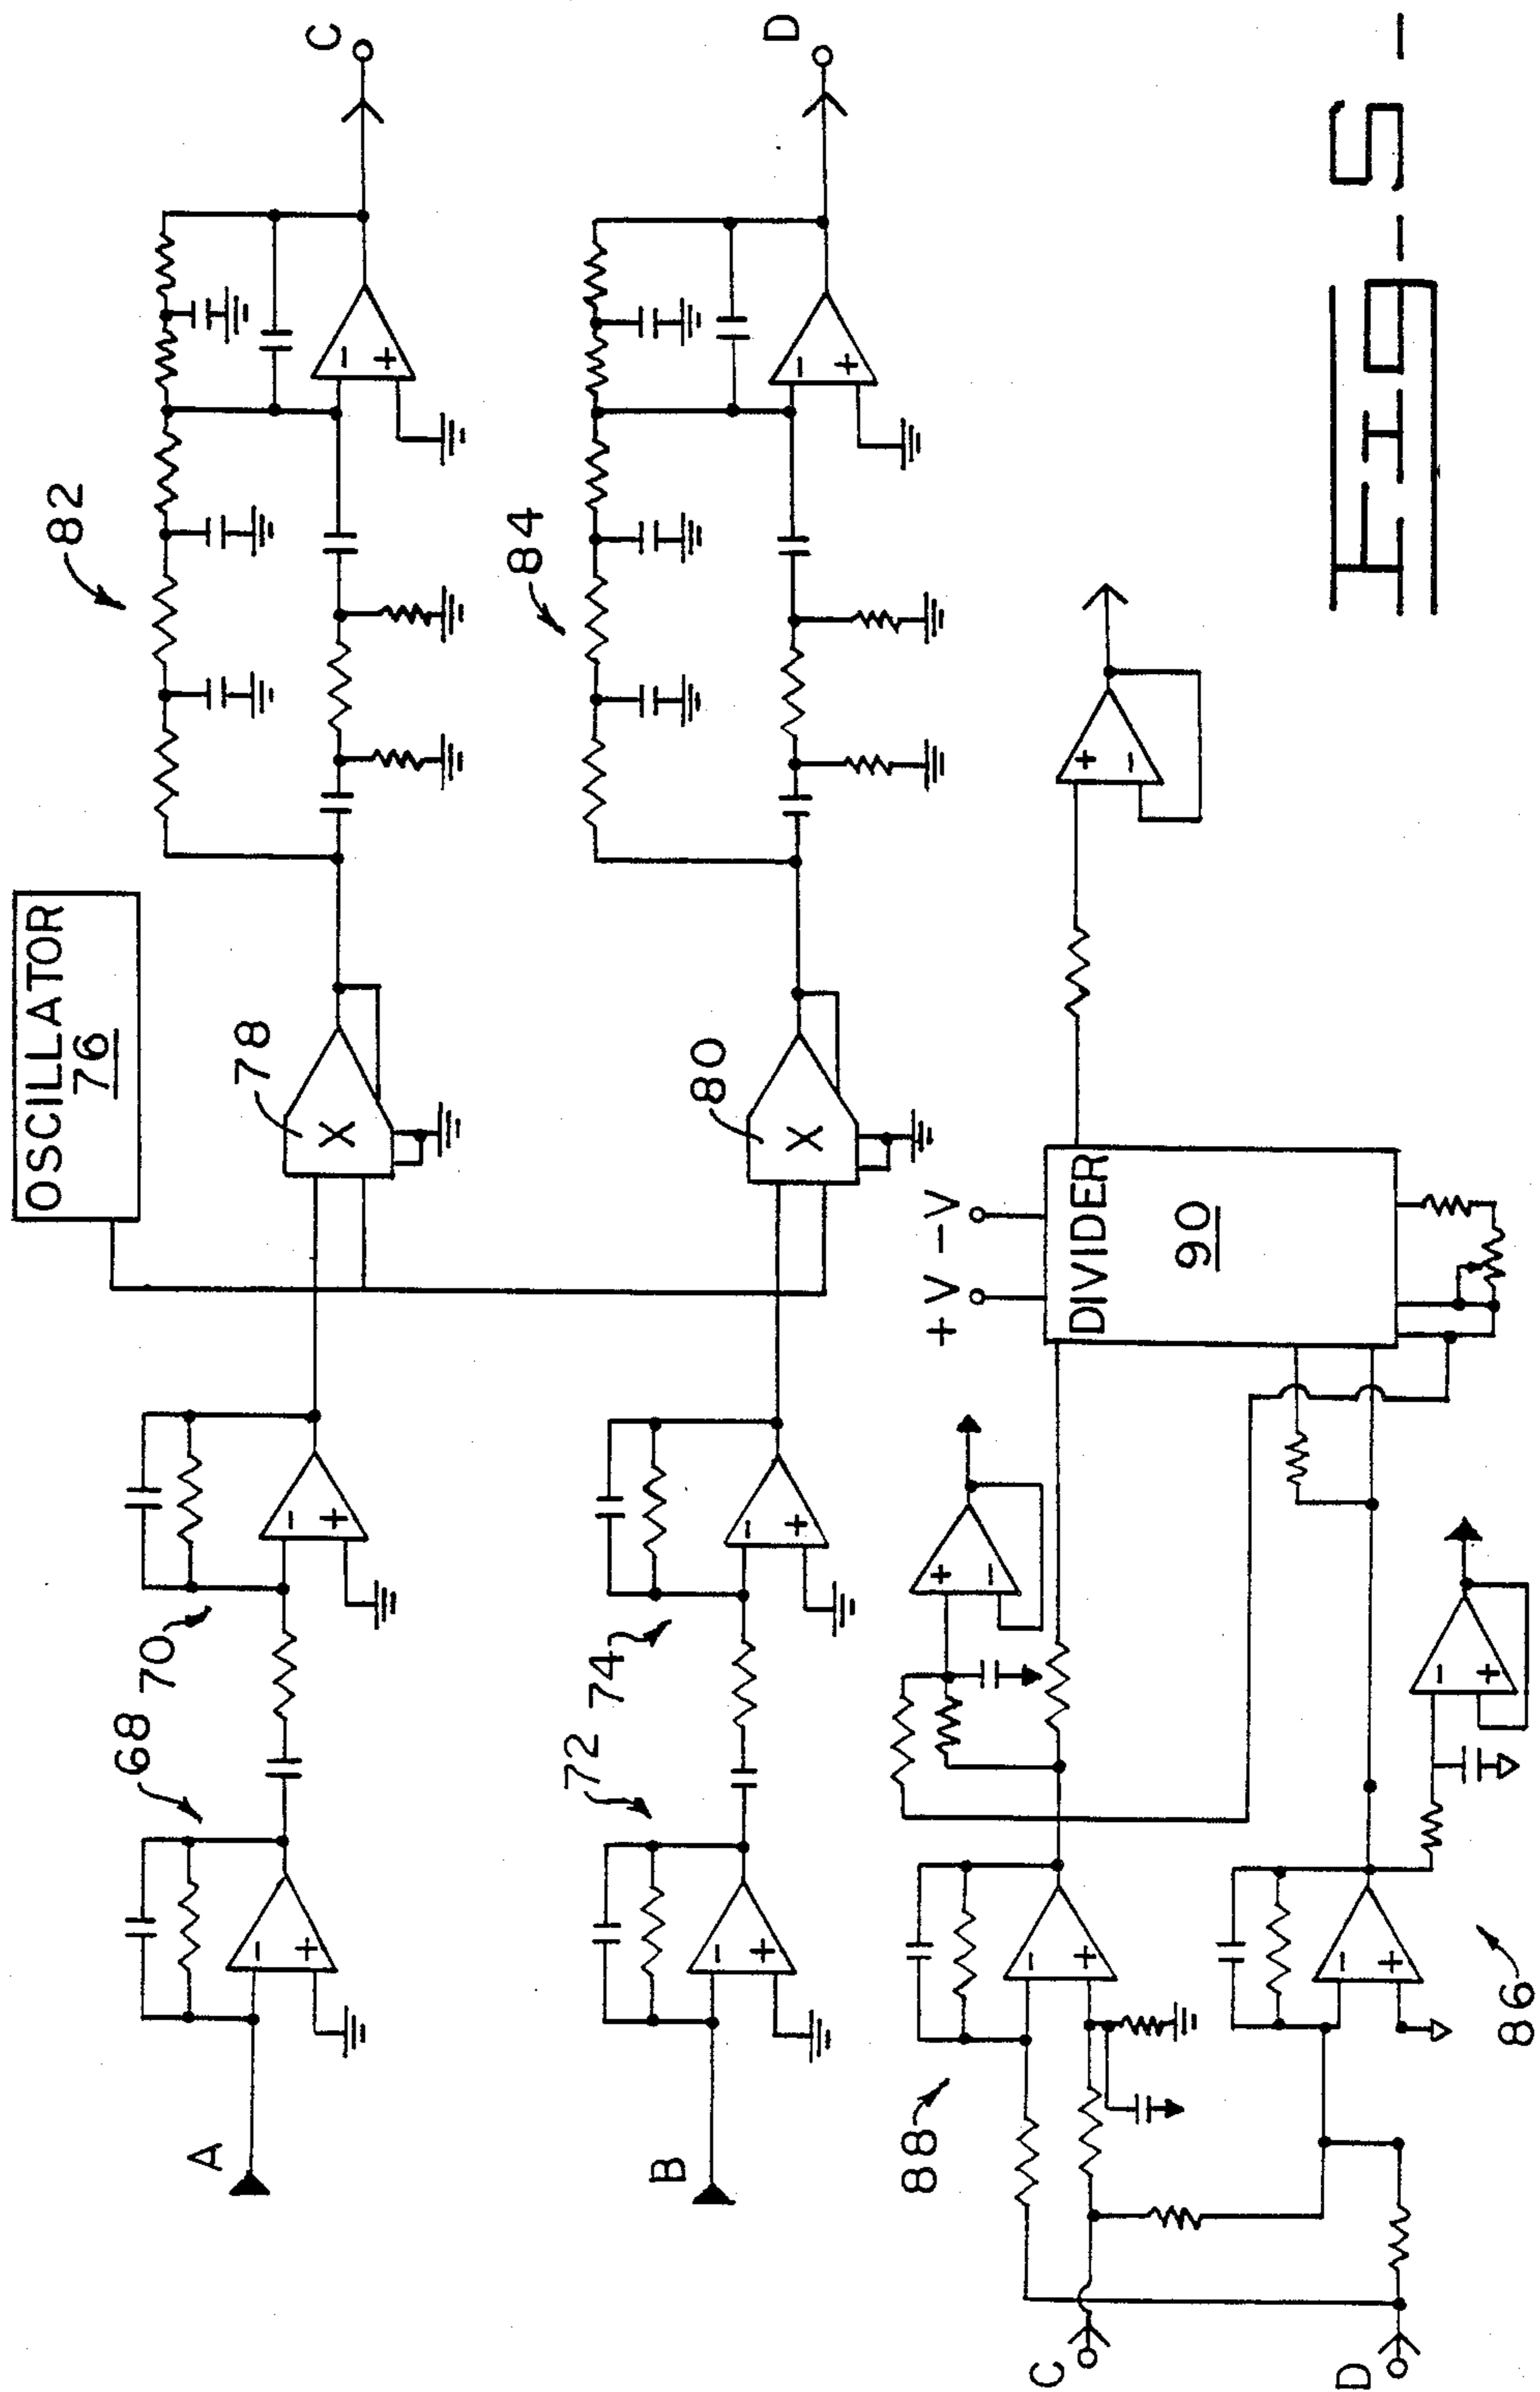 OSCILLATOR
76
82
C
78
68
70
A
84
D
80
72
74
B
+V -V
DIVIDER
90
88
86
C
D
FIG-5-